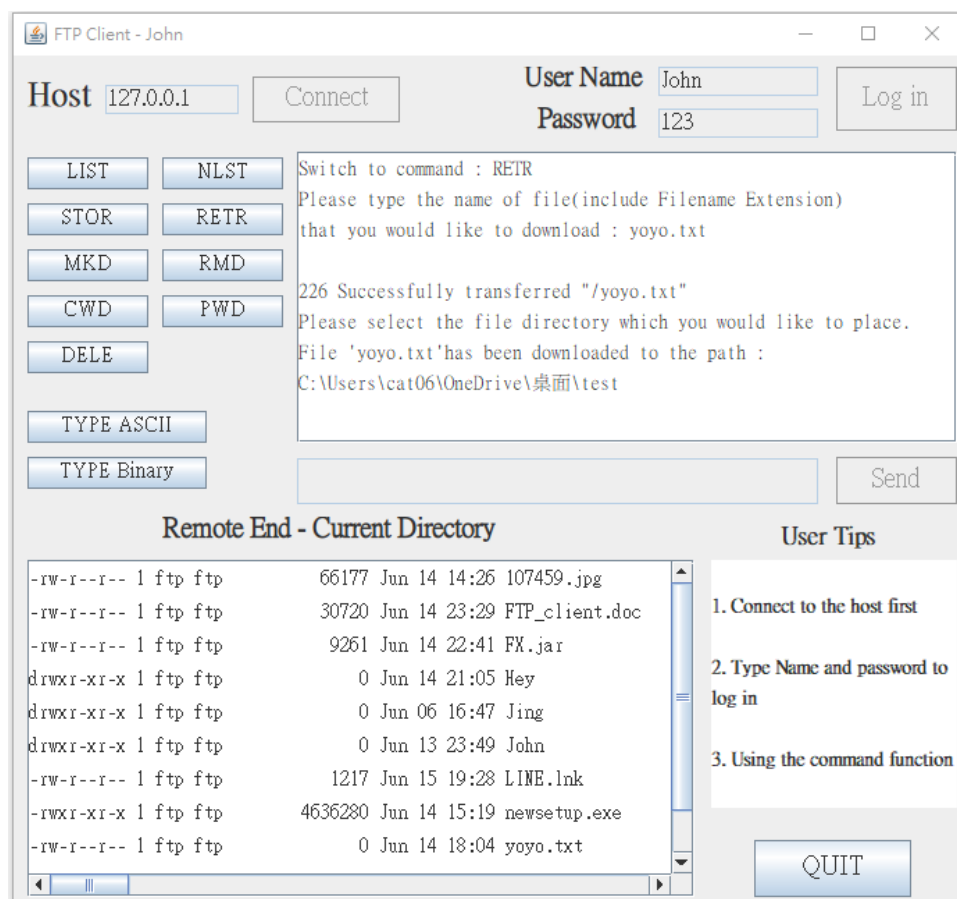 FTP Client - John
Host 127.0.0.1 Connect
User Name John
Password 123
Log in
LIST NLST
STOR RETR
MKD RMD
CWD PWD
DELE
TYPE ASCII
TYPE Binary
Switch to command : RETR
Please type the name of file(include Filename Extension)
that you would like to download : yoyo.txt
226 Successfully transferred "/yoyo.txt"
Please select the file directory which you would like to place.
File 'yoyo.txt'has been downloaded to the path :
C:\Users\cat06\OneDrive\桌面\test
Send
Remote End - Current Directory
-rw-r--r-- 1 ftp ftp 66177 Jun 14 14:26 107459.jpg
-rw-r--r-- 1 ftp ftp 30720 Jun 14 23:29 FTP_client.doc
-rw-r--r-- 1 ftp ftp 9261 Jun 14 22:41 FX.jar
drwxr-xr-x 1 ftp ftp 0 Jun 14 21:05 Hey
drwxr-xr-x 1 ftp ftp 0 Jun 06 16:47 Jing
drwxr-xr-x 1 ftp ftp 0 Jun 13 23:49 John
-rw-r--r-- 1 ftp ftp 1217 Jun 15 19:28 LINE.lnk
-rwxr-xr-x 1 ftp ftp 4636280 Jun 14 15:19 newsetup.exe
-rw-r--r-- 1 ftp ftp 0 Jun 14 18:04 yoyo.txt
User Tips
1. Connect to the host first
2. Type Name and password to
log in
3. Using the command function
QUIT